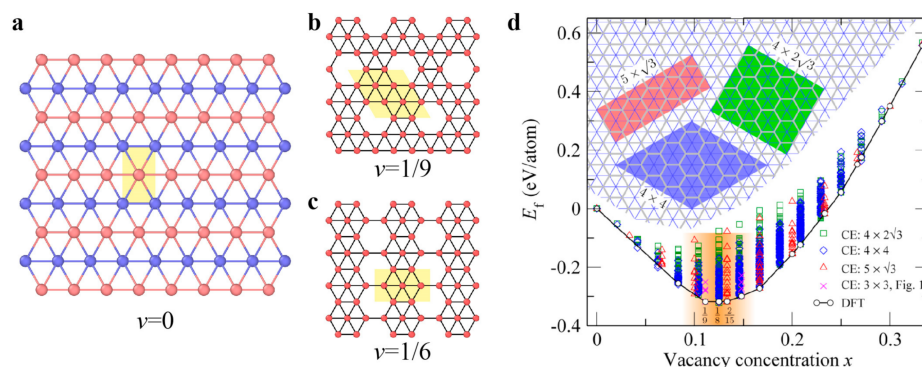 a
v=0
b
v=1/9
c
v=1/6
d
E_f (eV/atom)
0.6
0.4
0.2
0
-0.2
-0.4
0
0.1
0.2
0.3
Vacancy concentration x
5 × √3
4 × 2√3
4 × 4
1/9 1/8 2/15
CE: 4 × 2√3
CE: 4 × 4
CE: 5 × √3
CE: 3 × 3, Fig. 1
DFT